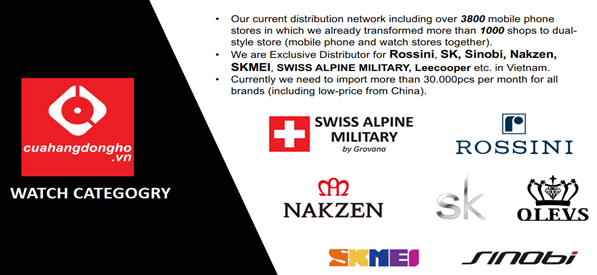 cuahangdongho
.vn
WATCH CATEGOGRY
• Our current distribution network including over 3800 mobile phone
stores in which we already transformed more than 1000 shops to dual-
style store (mobile phone and watch stores together).
• We are Exclusive Distributor for Rossini, SK, Sinobi, Nakzen,
SKMEI, SWISS ALPINE MILITARY, Leecooper etc. in Vietnam.
• Currently we need to import more than 30.000pcs per month for all
brands (including low-price from China).
SWISS ALPINE
MILITARY
by Grovana
R
ROSSINI
NAKZEN
sk
OLEVS
SKMEI
SINOBI